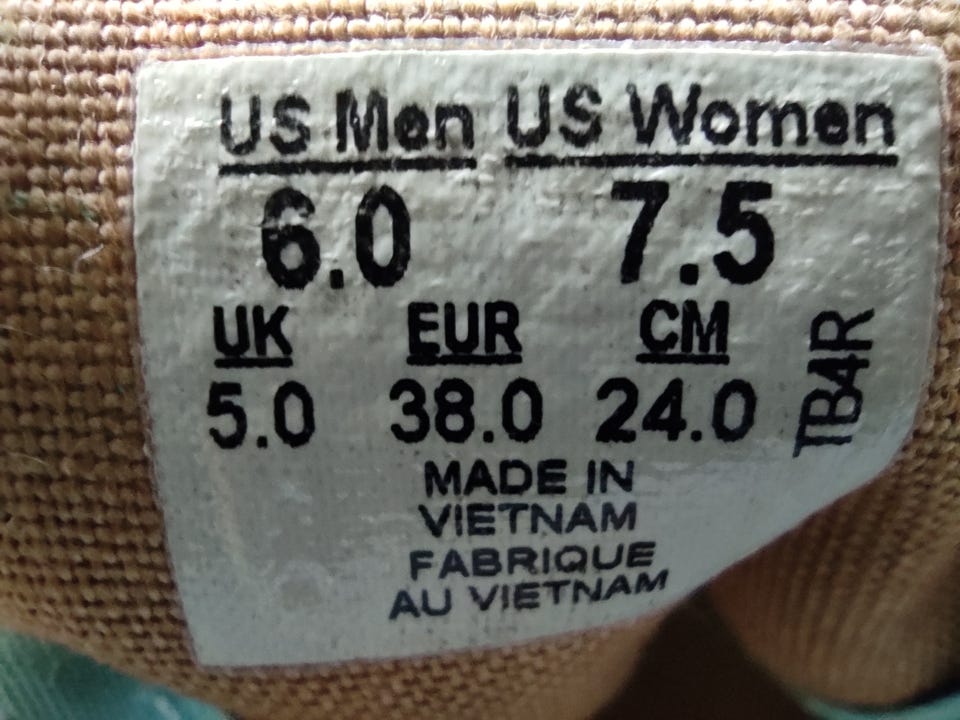 US Men US Women
6.0 7.5
UK EUR CM
5.0 38.0 24.0
TB4R
MADE IN
VIETNAM
FABRIQUE
AU VIETNAM